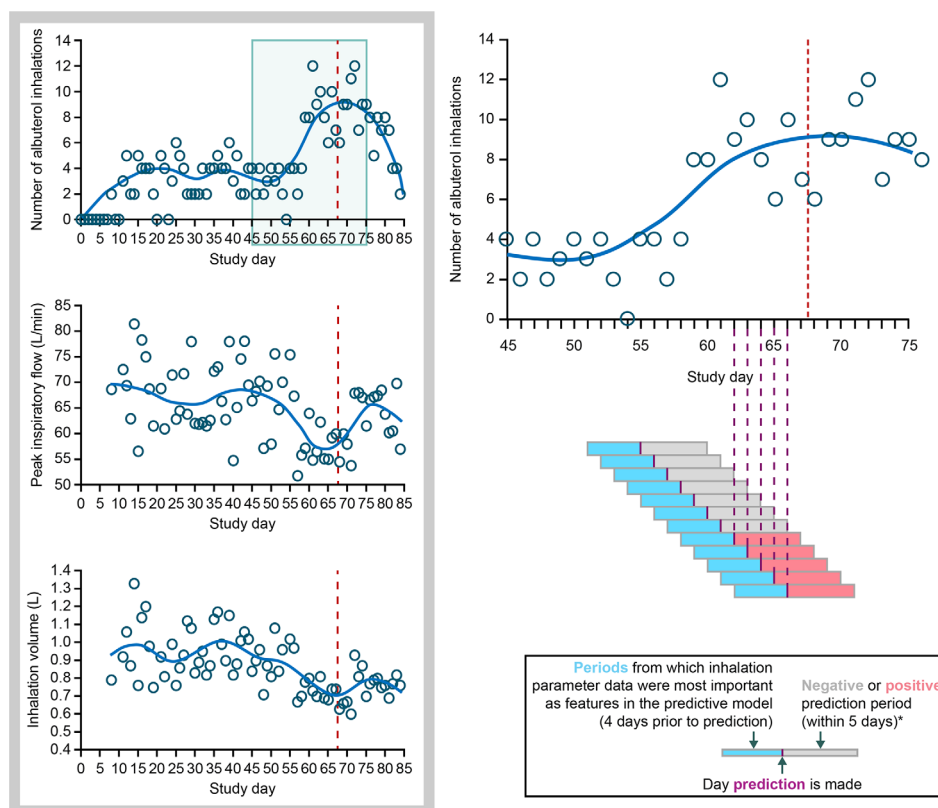 14
12
10
8
6
4
2
0
Number of albuterol inhalations
0 5 10 15 20 25 30 35 40 45 50 55 60 65 70 75 80 85
Study day
85
80
75
70
65
60
55
50
Peak inspiratory flow (L/min)
0 5 10 15 20 25 30 35 40 45 50 55 60 65 70 75 80 85
Study day
1.4
1.3
1.2
1.1
1.0
0.9
0.8
0.7
0.6
0.5
0.4
Inhalation volume (L)
0 5 10 15 20 25 30 35 40 45 50 55 60 65 70 75 80 85
Study day
14
12
10
8
6
4
2
0
Number of albuterol inhalations
45 50 55 60 65 70 75
Study day
Periods from which inhalation
parameter data were most important
as features in the predictive model
(4 days prior to prediction)
Negative or positive
prediction period
(within 5 days)*
Day prediction is made